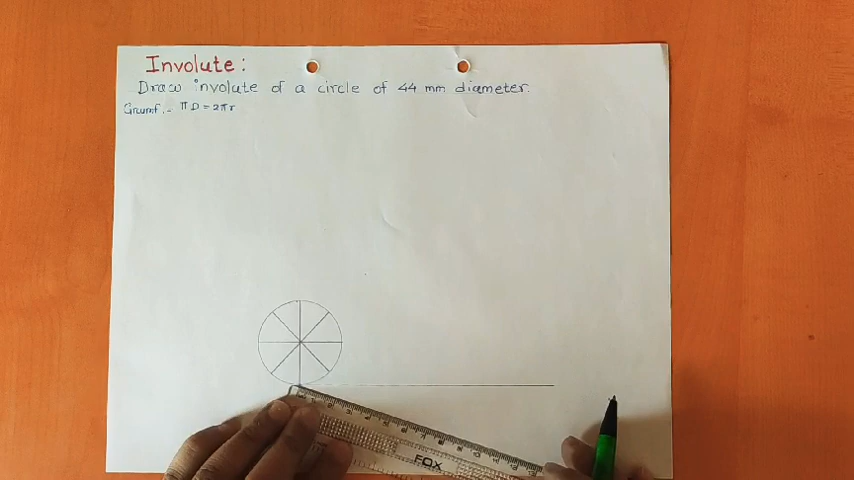 Involute:
Draw involute of a circle of 44 mm diameter.
Circumf.:- πD = 2πr
FOX